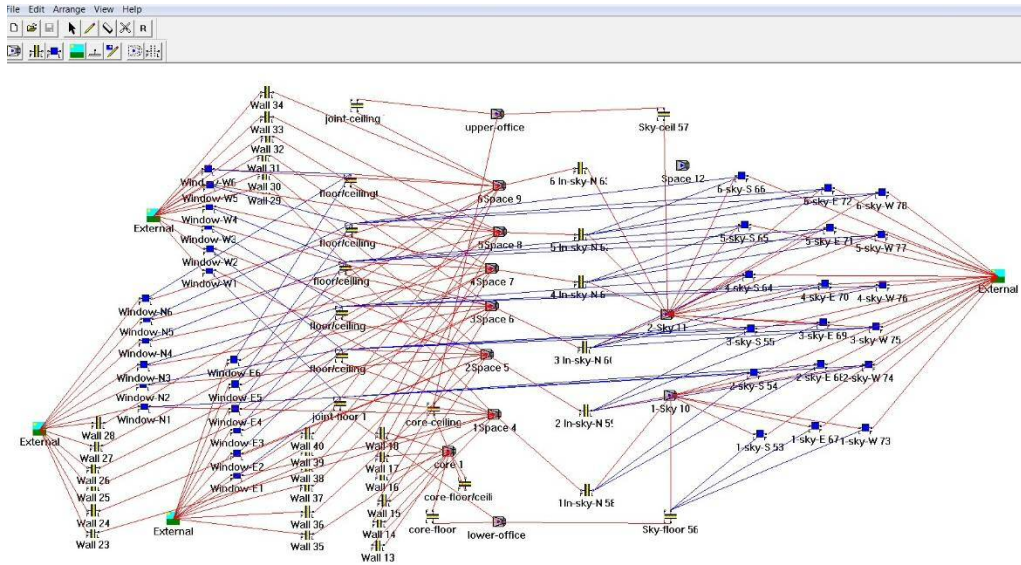 File Edit Arrange View Help
R
Wall 34
joint-ceiling
upper-office
Sky-ceil 57
Wall 33
Wall 32
Wall 31
Wall 30
Wall 29
Space 12
Window-W6
floor/ceiling
6Space 9
6 In-sky-N 6
6-sky-S 66
6-sky-E 72
6-sky-W 78
Window-W5
Window-W4
External
floor/ceiling
5Space 8
5 In-sky-N 6
5-sky-S 65
5-sky-E 71
5-sky-W 77
Window-W3
Window-W2
Window-W1
floor/ceiling
4Space 7
4 In-sky-N 6
4-sky-S 64
4-sky-E 70
4-sky-W 76
External
Window-N6
floor/ceiling
3Space 6
2-Sky 11
3-sky-S 55
3-sky-E 69
3-sky-W 75
Window-N5
Window-N4
floor/ceiling
2Space 5
3 In-sky-N 60
Window-N3
Window-E6
2-sky-S 54
2-sky-E 68
2-sky-W 74
Window-N2
Window-E5
Window-N1
Window-E4
joint-floor 1
core-ceiling
1Space 4
2 In-sky-N 59
1-Sky 10
External
Wall 28
Window-E3
Wall 40
Wall 18
1-sky-S 53
1-sky-E 67
1-sky-W 73
Wall 27
Window-E2
Wall 39
Wall 17
core 1
Wall 26
Window-E1
Wall 38
Wall 16
core-floor/ceili
Wall 25
Wall 37
Wall 15
1In-sky-N 58
Wall 24
External
Wall 36
Wall 14
core-floor
lower-office
Sky-floor 56
Wall 23
Wall 35
Wall 13